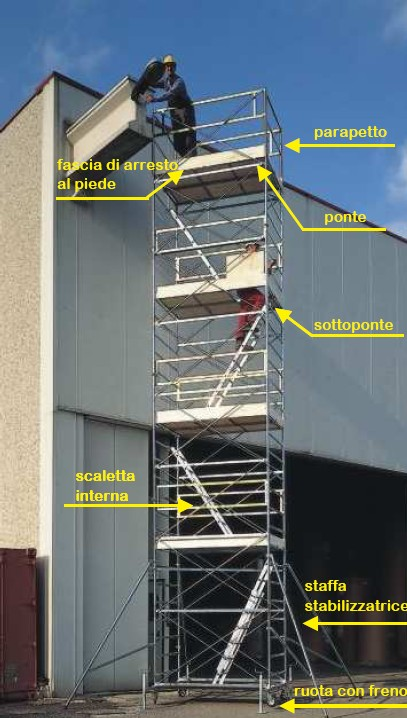 parapetto
fascia di arresto
al piede
ponte
sottoponte
scaletta
interna
staffa
stabilizzatrice
ruota con freno